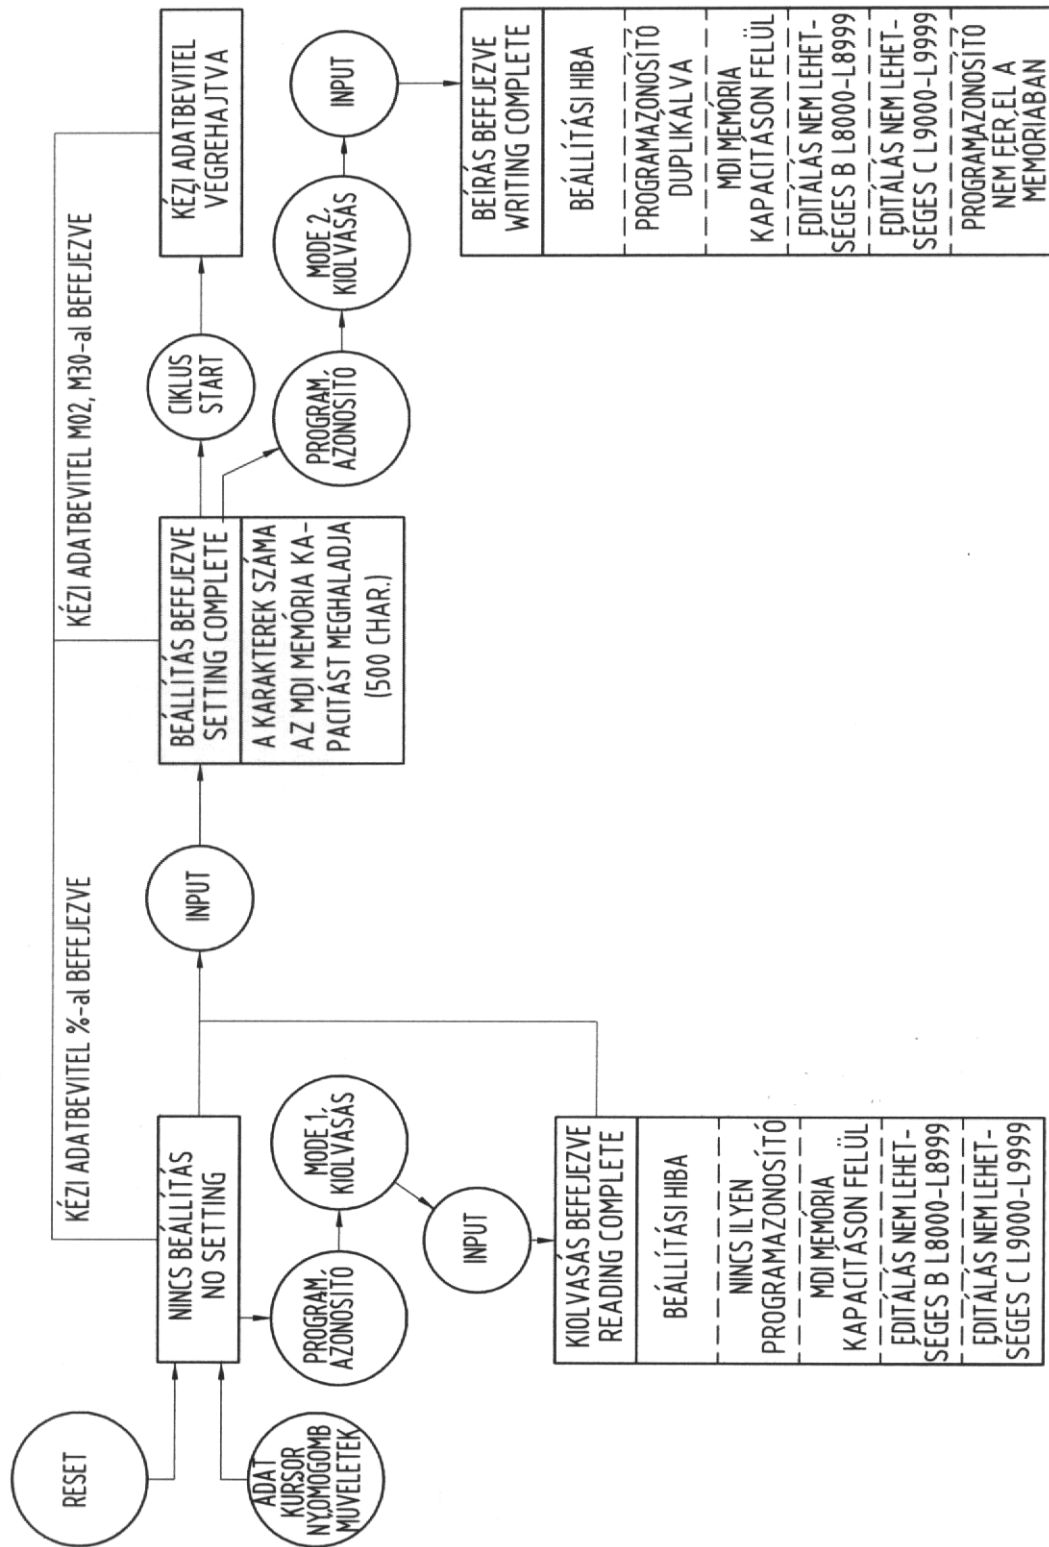 KÉZI ADATBEVITEL %-al BEFEJEZVE
KÉZI ADATBEVITEL M02, M30-al BEFEJEZVE
RESET
ADAT
KURSOR
NYOMOGOMB
MŰVELETEK
NINCS BEÁLLÍTÁS
NO SETTING
PROGRAM,
AZONOSÍTÓ
MODE 1,
KIOLVASÁS
INPUT
KIOLVASÁS BEFEJEZVE
READING COMPLETE
BEÁLLÍTÁSI HIBA
NINCS ILYEN
PROGRAMAZONOSÍTÓ
MDI MEMÓRIA
KAPACITÁSON FELÜL
ÉDITÁLÁS NEM LEHET-
SÉGES B L8000-L8999
ÉDITÁLÁS NEM LEHET-
SÉGES C L9000-L9999
INPUT
BEÁLLÍTÁS BEFEJEZVE
SETTING COMPLETE
A KARAKTEREK SZÁMA
AZ MDI MEMÓRIA KA-
PACITÁST MEGHALADJA
(500 CHAR.)
CIKLUS
START
KÉZI ADATBEVITEL
VÉGREHAJTVA
PROGRAM,
AZONOSÍTÓ
MODE 2,
KIOLVASÁS
INPUT
BEÍRÁS BEFEJEZVE
WRITING COMPLETE
BEÁLLÍTÁSI HIBA
PROGRAMAZONOSÍTÓ
DUPLIKÁLVA
MDI MEMÓRIA
KAPACITÁSON FELÜL
ÉDITÁLÁS NEM LEHET-
SÉGES B L8000-L8999
ÉDITÁLÁS NEM LEHET-
SÉGES C L9000-L9999
PROGRAMAZONOSÍTÓ
NEM FÉR EL A
MEMÓRIÁBAN